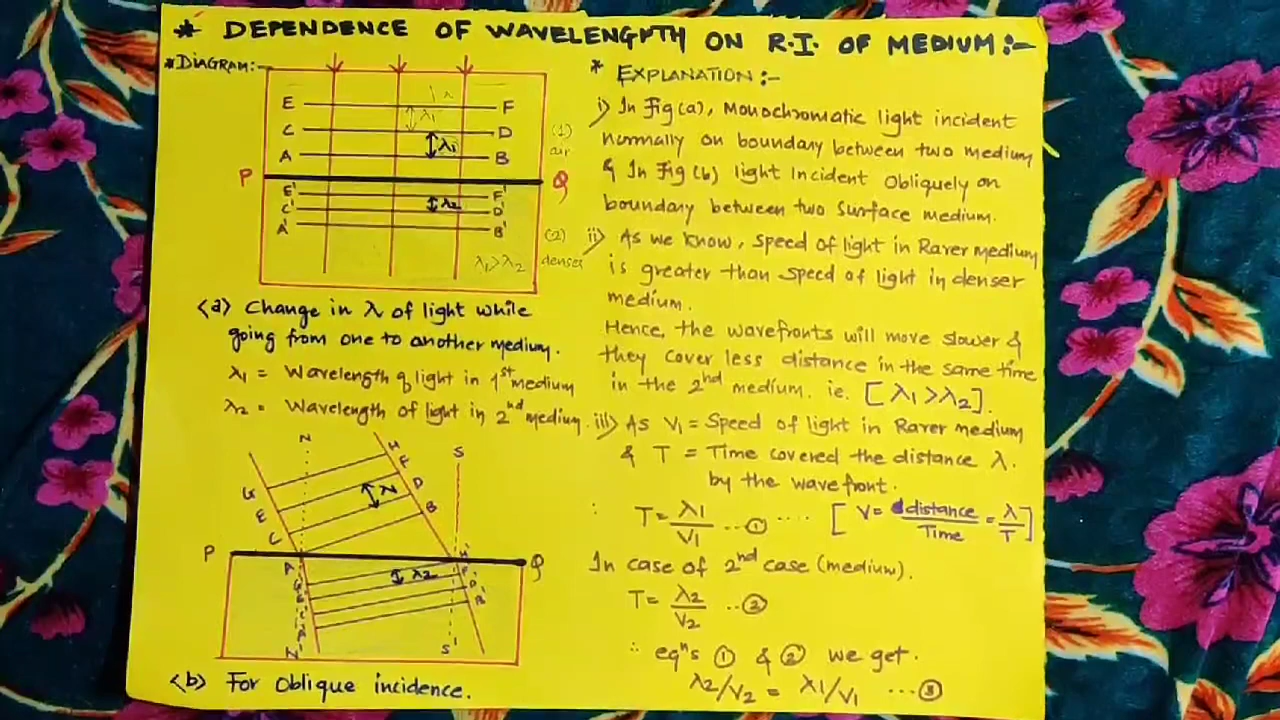 * DEPENDENCE OF WAVELENGTH ON R.I. OF MEDIUM:-
* DIAGRAM:-
E F
λ1
C D
λ1
A B
P Q
(1)
air
E' F'
C' λ2 D'
A' B'
(2)
denser
λ1>λ2
(a) Change in λ of light while
going from one to another medium.
λ1 = Wavelength of light in 1st medium
λ2 = Wavelength of light in 2nd medium.
N H S
G F
λ D
E B
C
P A H' Q
G' λ2 F'
E' D'
C' B'
A'
N' S'
(b) For Oblique incidence.
* EXPLANATION:-
i) In Fig(a), Monochromatic light incident
normally on boundary between two medium
& In Fig(b) light Incident Obliquely on
boundary between two Surface medium.
ii) As we know, Speed of light in Rarer medium
is greater than Speed of light in denser
medium.
Hence, the wavefronts will move slower &
they cover less distance in the same time
in the 2nd medium. ie. [λ1>λ2].
iii) As V1 = Speed of light in Rarer medium
& T = Time covered the distance λ.
by the wavefront.
∴ T = λ1/V1 ...① .... [V = distance/Time = λ/T]
In case of 2nd case (medium).
T = λ2/V2 ..②
∴ eqns ① & ② we get.
λ2/V2 = λ1/V1 ...③